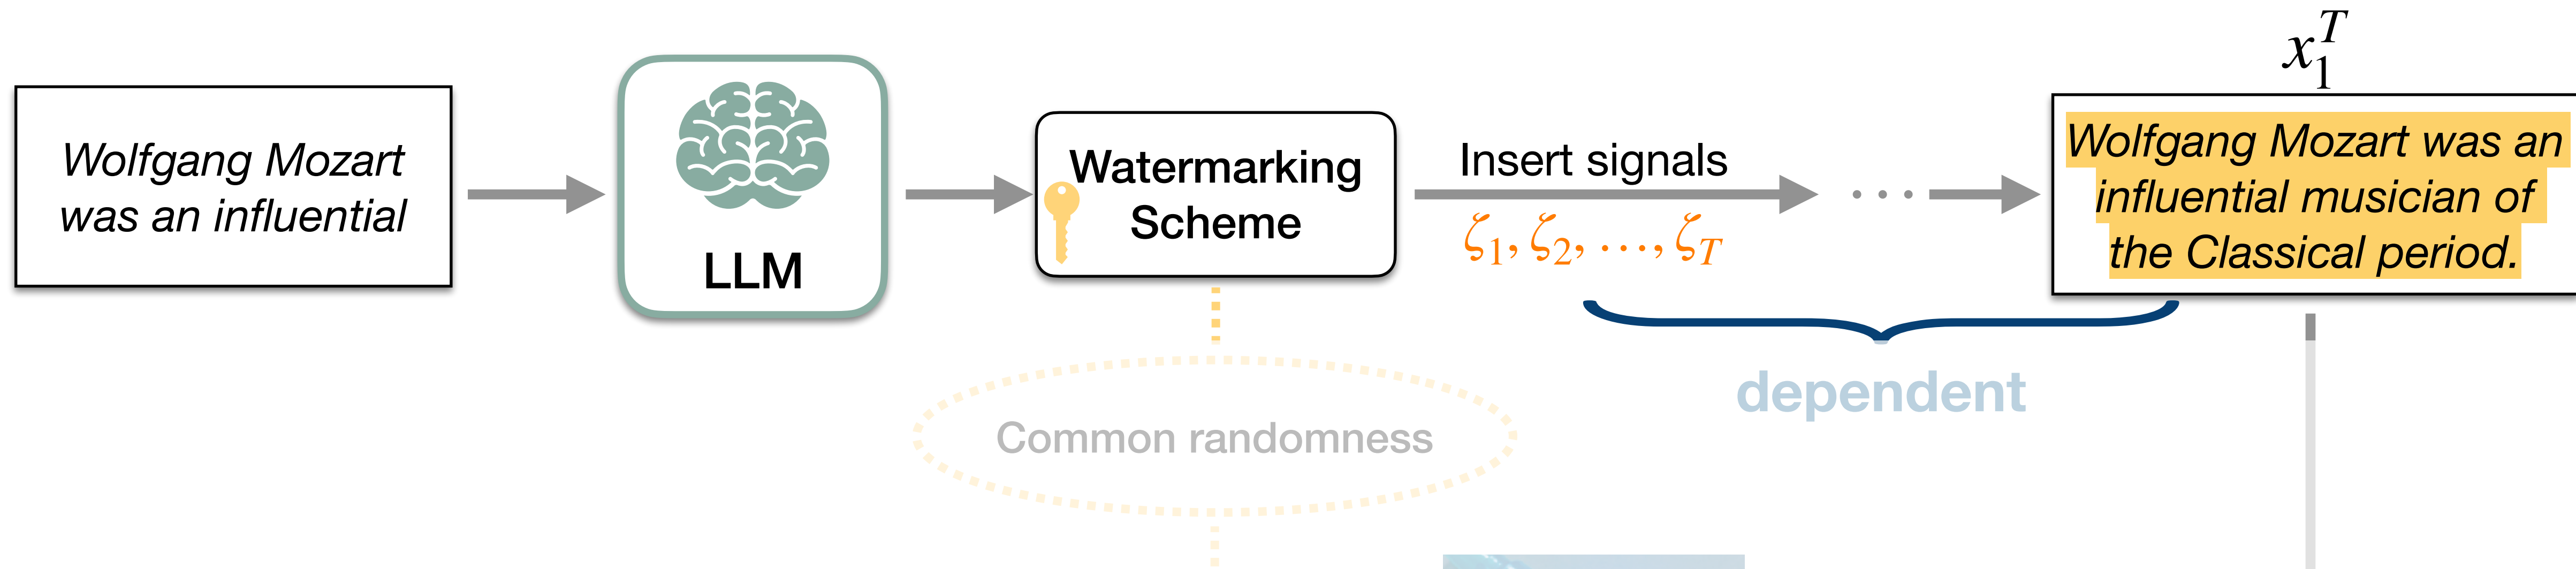 Wolfgang Mozart
was an influential
LLM
Watermarking
Scheme
Insert signals
ζ₁, ζ₂, …, ζ_T
x₁ᵀ
Wolfgang Mozart was an
influential musician of
the Classical period.
dependent
Common randomness